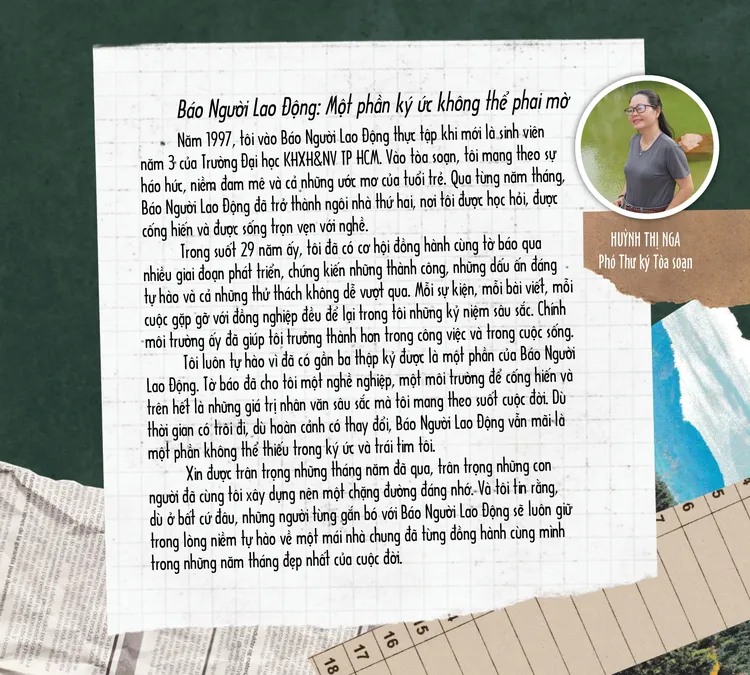 Báo Người Lao Động: Một phần ký ức không thể phai mờ
Năm 1997, tôi vào Báo Người Lao Động thực tập khi mới là sinh viên
năm 3 của Trường Đại học KHXH&NV TP HCM. Vào tòa soạn, tôi mang theo sự
háo hức, niềm đam mê và cả những ước mơ của tuổi trẻ. Qua từng năm tháng,
Báo Người Lao Động đã trở thành ngôi nhà thứ hai, nơi tôi được học hỏi, được
cống hiến và được sống trọn vẹn với nghề.
Trong suốt 29 năm ấy, tôi đã có cơ hội đồng hành cùng tờ báo qua
nhiều giai đoạn phát triển, chứng kiến những thành công, những dấu ấn đáng
tự hào và cả những thử thách không dễ vượt qua. Mỗi sự kiện, mỗi bài viết, mỗi
cuộc gặp gỡ với đồng nghiệp đều để lại trong tôi những kỷ niệm sâu sắc. Chính
môi trường ấy đã giúp tôi trưởng thành hơn trong công việc và trong cuộc sống.
Tôi luôn tự hào vì đã có gần ba thập kỷ được là một phần của Báo Người
Lao Động. Tờ báo đã cho tôi một nghề nghiệp, một môi trường để cống hiến và
trên hết là những giá trị nhân văn sâu sắc mà tôi mang theo suốt cuộc đời. Dù
thời gian có trôi đi, dù hoàn cảnh có thay đổi, Báo Người Lao Động vẫn mãi là
một phần không thể thiếu trong ký ức và trái tim tôi.
Xin được trân trọng những tháng năm đã qua, trân trọng những con
người đã cùng tôi xây dựng nên một chặng đường đáng nhớ. Và tôi tin rằng,
dù ở bất cứ đâu, những người từng gắn bó với Báo Người Lao Động sẽ luôn giữ
trong lòng niềm tự hào về một mái nhà chung đã từng đồng hành cùng mình
trong những năm tháng đẹp nhất của cuộc đời.
HUỲNH THỊ NGA
Phó Thư ký Tòa soạn
18
17
16
15
7
6
5
4